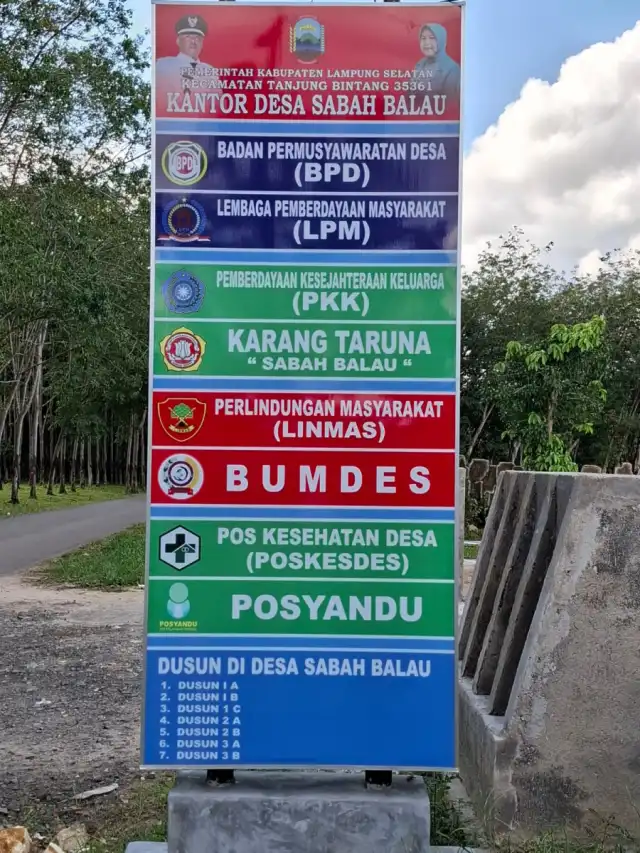 PEMERINTAH KABUPATEN LAMPUNG SELATAN
KECAMATAN TANJUNG BINTANG 35361
KANTOR DESA SABAH BALAU
BPD
BADAN PERMUSYAWARATAN DESA
(BPD)
LEMBAGA PEMBERDAYAAN MASYARAKAT
(LPM)
PEMBERDAYAAN KESEJAHTERAAN KELUARGA
(PKK)
KARANG TARUNA
" SABAH BALAU "
PERLINDUNGAN MASYARAKAT
(LINMAS)
BUMDES
POS KESEHATAN DESA
(POSKESDES)
POSYANDU
POSYANDU
DUSUN DI DESA SABAH BALAU
1. DUSUN I A
2. DUSUN I B
3. DUSUN 1 C
4. DUSUN 2 A
5. DUSUN 2 B
6. DUSUN 3 A
7. DUSUN 3 B